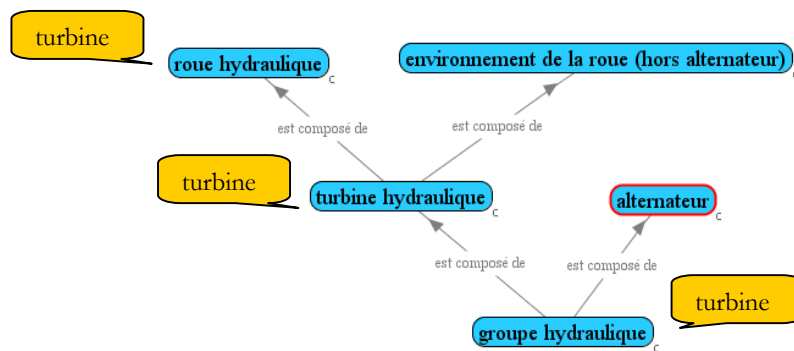 turbine
roue hydraulique
c
environnement de la roue (hors alternateur)
est composé de
est composé de
turbine
turbine hydraulique
c
alternateur
c
est composé de
est composé de
turbine
groupe hydraulique
c